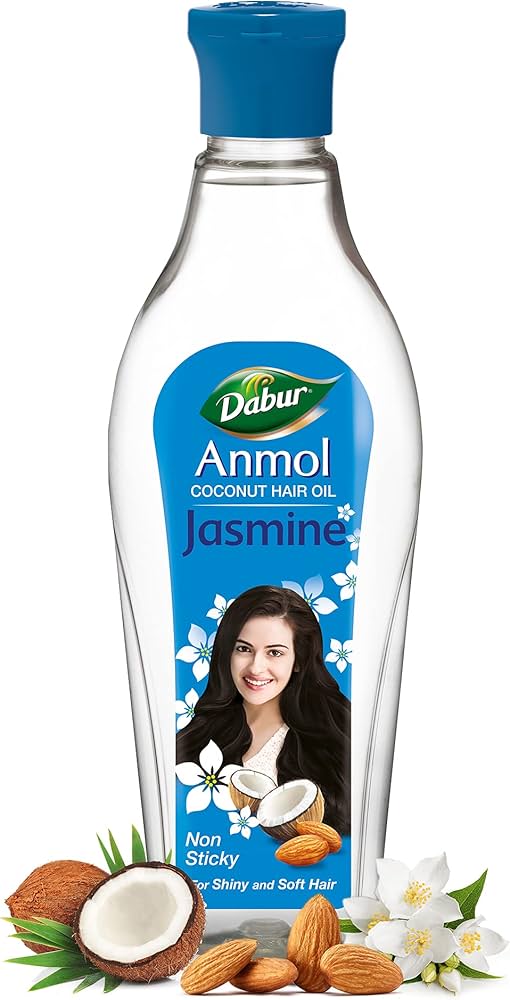 Dabur®
Anmol
COCONUT HAIR OIL
Jasmine
Non
Sticky
For Shiny and Soft Hair